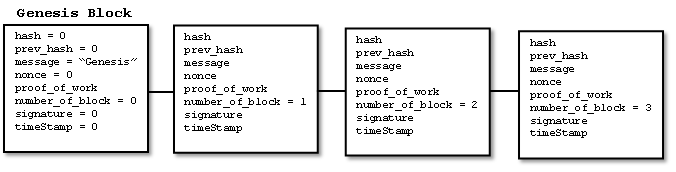 Genesis Block
hash = 0
prev_hash = 0
message = "Genesis"
nonce = 0
proof_of_work
number_of_block = 0
signature = 0
timeStamp = 0
hash
prev_hash
message
nonce
proof_of_work
number_of_block = 1
signature
timeStamp
hash
prev_hash
message
nonce
proof_of_work
number_of_block = 2
signature
timeStamp
hash
prev_hash
message
nonce
proof_of_work
number_of_block = 3
signature
timeStamp